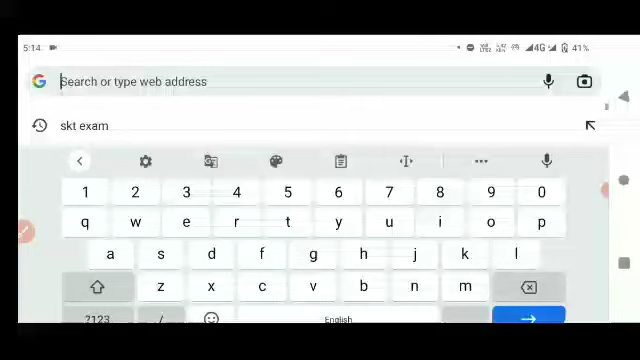 5:14
4G 41%
Search or type web address
skt exam
1 2 3 4 5 6 7 8 9 0
q w e r t y u i o p
a s d f g h j k l
z x c v b n m
?123 / English